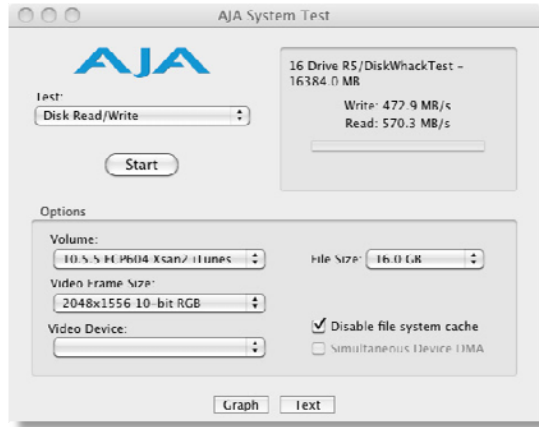 AJA System Test
AJA
16 Drive R5/DiskWhackTest –
16384.0 MB
Write: 472.9 MB/s
Read: 570.3 MB/s
Test:
Disk Read/Write
Start
Options
Volume:
10.5.5 FCP604 Xsan2 iTunes
File Size: 16.0 GB
Video Frame Size:
2048x1556 10-bit RGB
Video Device:
Disable file system cache
Simultaneous Device DMA
Graph
Text